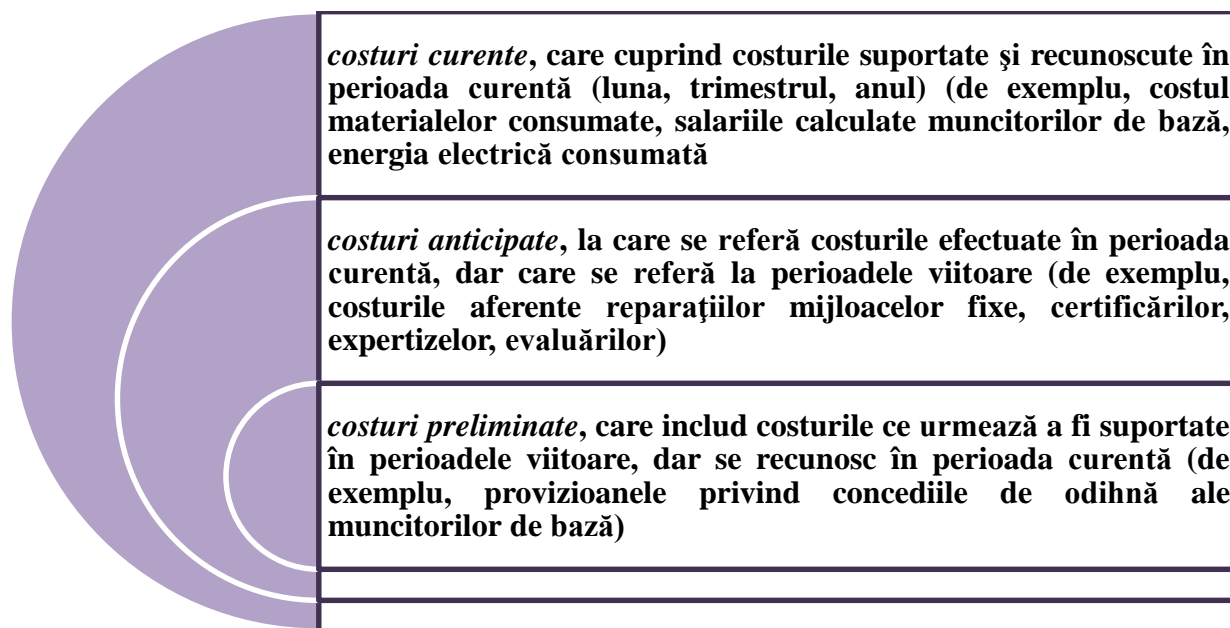 costuri curente, care cuprind costurile suportate şi recunoscute în
perioada curentă (luna, trimestrul, anul) (de exemplu, costul
materialelor consumate, salariile calculate muncitorilor de bază,
energia electrică consumată
costuri anticipate, la care se referă costurile efectuate în perioada
curentă, dar care se referă la perioadele viitoare (de exemplu,
costurile aferente reparaţiilor mijloacelor fixe, certificărilor,
expertizelor, evaluărilor)
costuri preliminate, care includ costurile ce urmează a fi suportate
în perioadele viitoare, dar se recunosc în perioada curentă (de
exemplu, provizioanele privind concediile de odihnă ale
muncitorilor de bază)